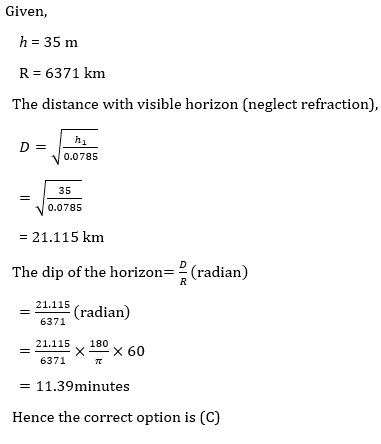 Given,
h = 35 m
R = 6371 km
The distance with visible horizon (neglect refraction),
D = √(h₁/0.0785)
= √(35/0.0785)
= 21.115 km
The dip of the horizon= D/R (radian)
= 21.115/6371 (radian)
= 21.115/6371 × 180/π × 60
= 11.39minutes
Hence the correct option is (C)